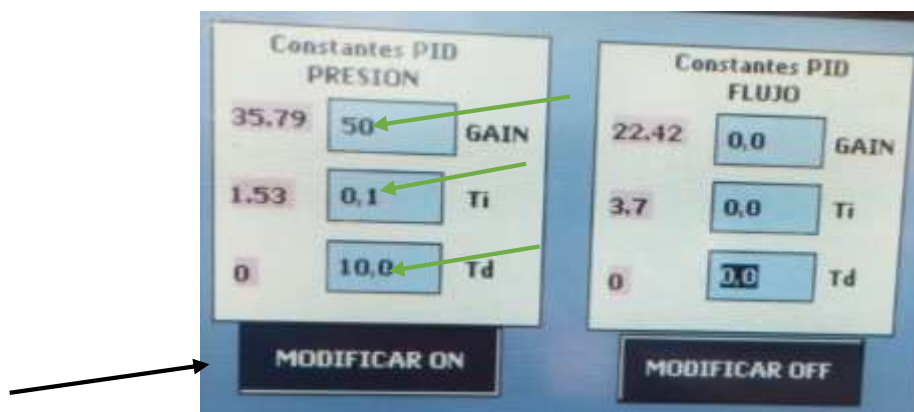 Constantes PID
PRESION
35.79 50 GAIN
1.53 0,1 Ti
0 10,0 Td
MODIFICAR ON
Constantes PID
FLUJO
22.42 0,0 GAIN
3.7 0,0 Ti
0 0,0 Td
MODIFICAR OFF